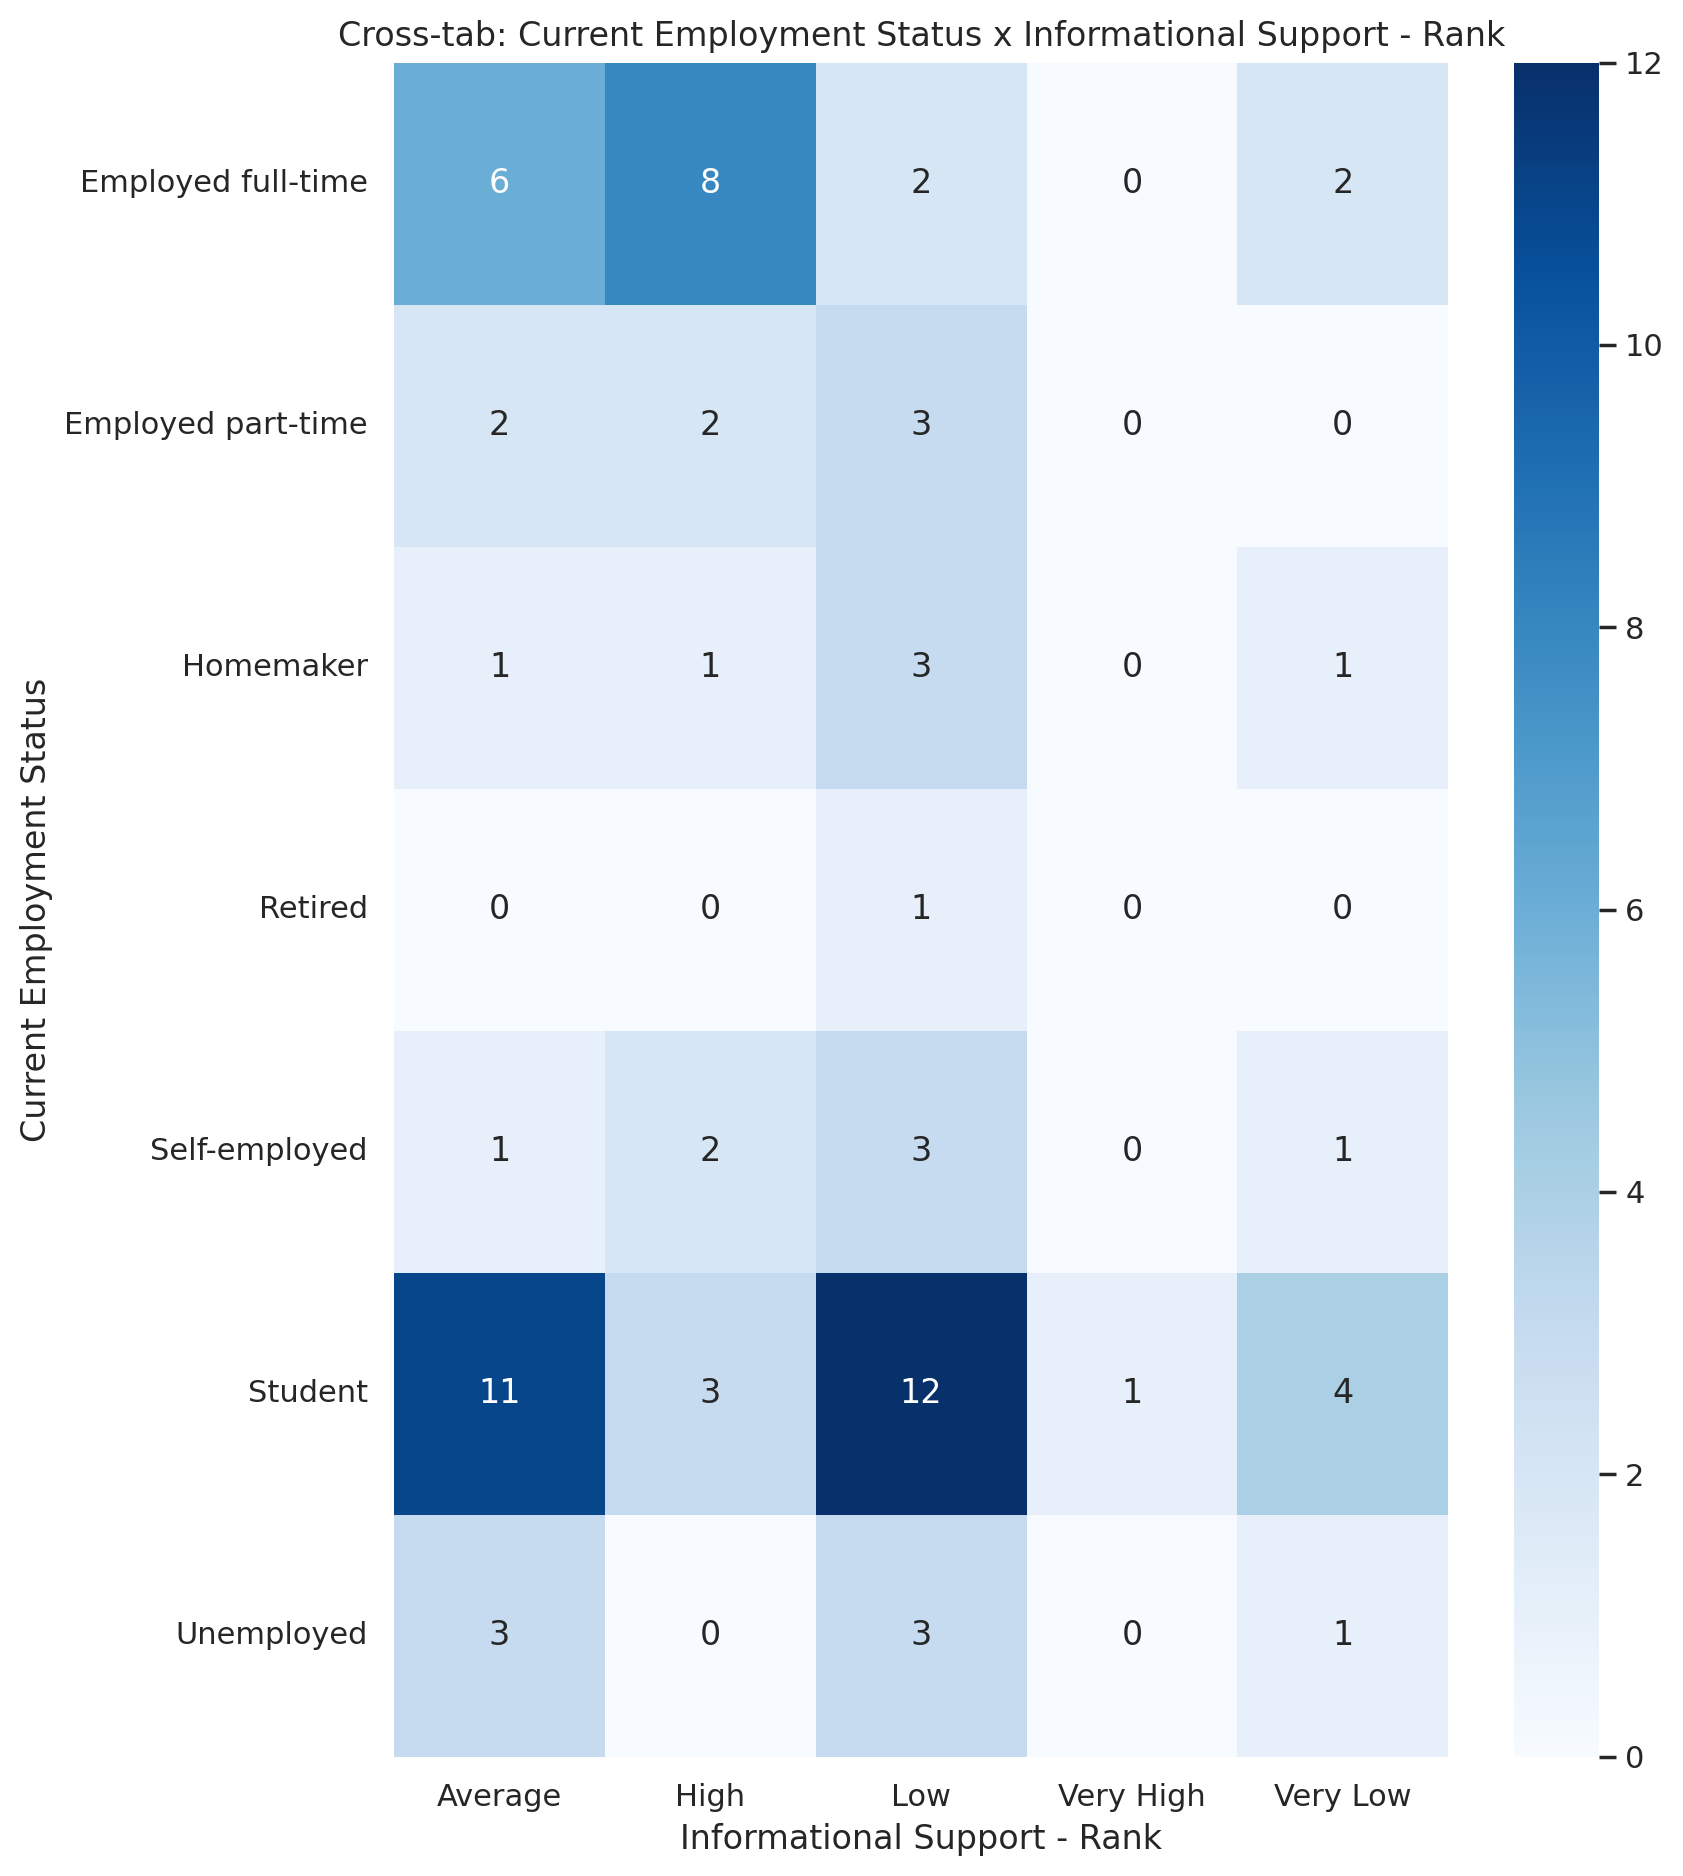 Cross-tab: Current Employment Status x Informational Support - Rank
Current Employment Status
Employed full-time 6 8 2 0 2
Employed part-time 2 2 3 0 0
Homemaker 1 1 3 0 1
Retired 0 0 1 0 0
Self-employed 1 2 3 0 1
Student 11 3 12 1 4
Unemployed 3 0 3 0 1
Average High Low Very High Very Low
Informational Support - Rank
12
10
8
6
4
2
0